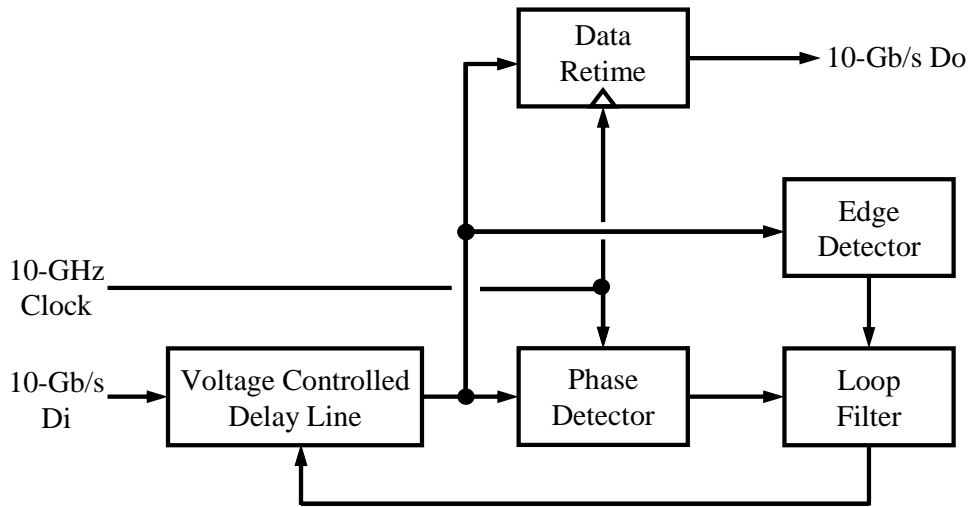 Data
Retime
10-Gb/s Do
Edge
Detector
10-GHz
Clock
10-Gb/s
Di
Voltage Controlled
Delay Line
Phase
Detector
Loop
Filter